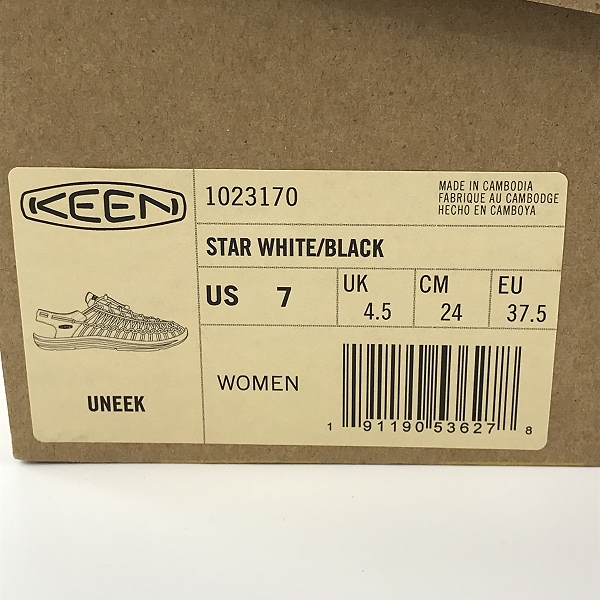 KEEN
UNEEK
1023170
MADE IN CAMBODIA
FABRIQUE AU CAMBODGE
HECHO EN CAMBOYA
STAR WHITE/BLACK
US 7
UK 4.5
CM 24
EU 37.5
WOMEN
1 91190 53627 8